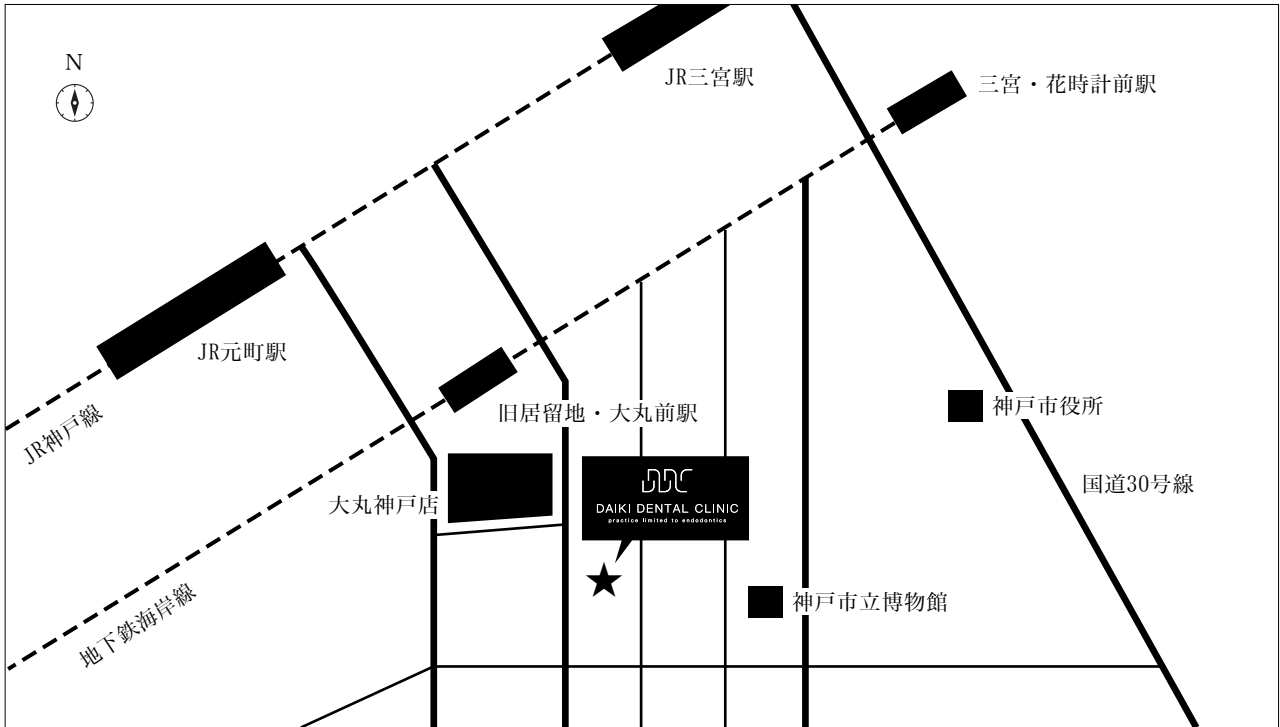 N
JR三宮駅
三宮・花時計前駅
JR元町駅
JR神戸線
旧居留地・大丸前駅
神戸市役所
国道30号線
大丸神戸店
DAIKI DENTAL CLINIC
practice limited to endodontics
地下鉄海岸線
神戸市立博物館